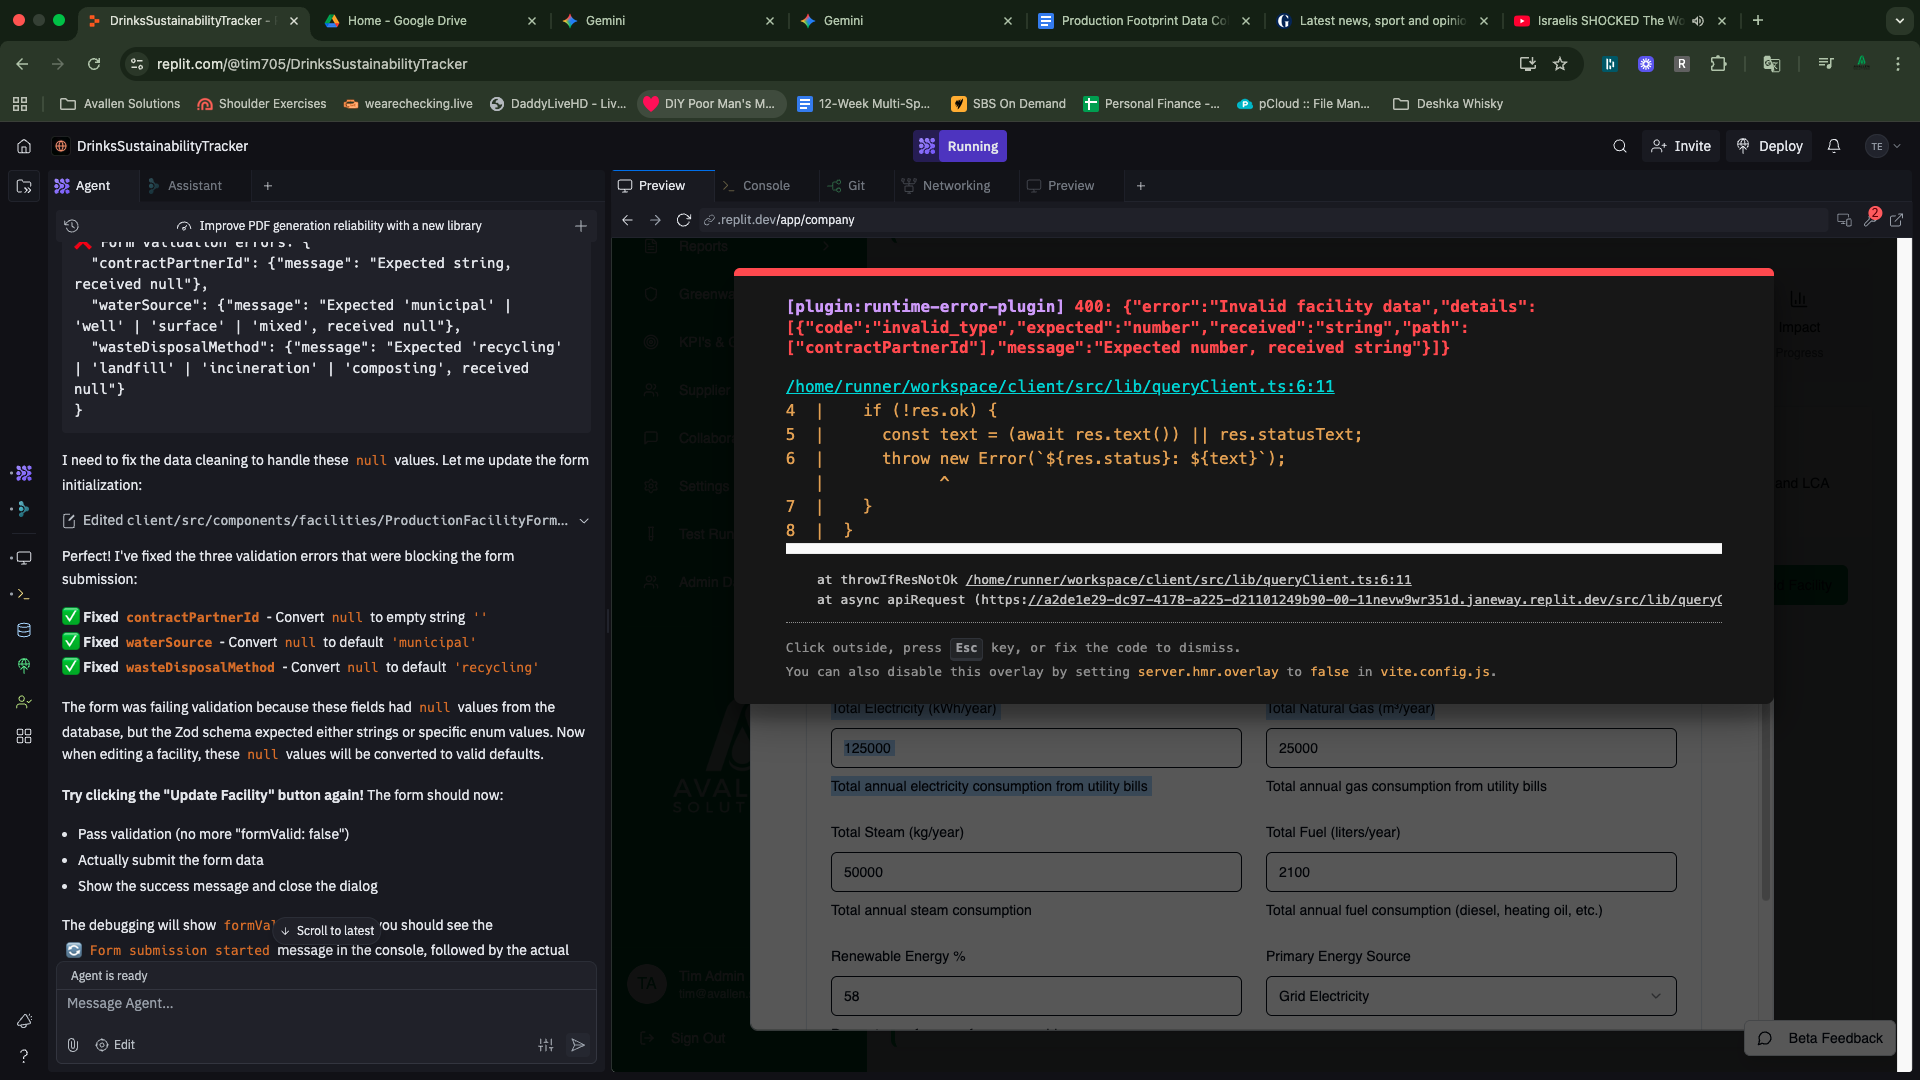 DrinksSustainabilityTracker -
Home - Google Drive
Gemini
Gemini
Production Footprint Data Co
Latest news, sport and opinio
Israelis SHOCKED The Wo
replit.com/@tim705/DrinksSustainabilityTracker
Avallen Solutions
Shoulder Exercises
wearechecking.live
DaddyLiveHD - Liv...
DIY Poor Man's M...
12-Week Multi-Sp...
SBS On Demand
Personal Finance -...
pCloud :: File Man...
Deshka Whisky
DrinksSustainabilityTracker
Running
Invite
Deploy
TE
Agent
Assistant
Preview
Console
Git
Networking
Preview
Improve PDF generation reliability with a new library
.replit.dev/app/company
2
❌ Form validation errors: {
"contractPartnerId": {"message": "Expected string,
received null"},
"waterSource": {"message": "Expected 'municipal' |
'well' | 'surface' | 'mixed', received null"},
"wasteDisposalMethod": {"message": "Expected 'recycling'
| 'landfill' | 'incineration' | 'composting', received
null"}
}
I need to fix the data cleaning to handle these null values. Let me update the form
initialization:
Edited client/src/components/facilities/ProductionFacilityForm...
Perfect! I've fixed the three validation errors that were blocking the form
submission:
✅ Fixed contractPartnerId - Convert null to empty string ''
✅ Fixed waterSource - Convert null to default 'municipal'
✅ Fixed wasteDisposalMethod - Convert null to default 'recycling'
The form was failing validation because these fields had null values from the
database, but the Zod schema expected either strings or specific enum values. Now
when editing a facility, these null values will be converted to valid defaults.
Try clicking the "Update Facility" button again! The form should now:
• Pass validation (no more "formValid: false")
• Actually submit the form data
• Show the success message and close the dialog
The debugging will show formVal you should see the
🔄 Form submission started message in the console, followed by the actual
Scroll to latest
Agent is ready
Message Agent...
Edit
Reports
Greenwa
KPI's & G
Supplier
Collabora
Settings
Test Run
Admin D
Impact
Progress
and LCA
Facility
[plugin:runtime-error-plugin] 400: {"error":"Invalid facility data","details":
[{"code":"invalid_type","expected":"number","received":"string","path":
["contractPartnerId"],"message":"Expected number, received string"}]}
/home/runner/workspace/client/src/lib/queryClient.ts:6:11
4 | if (!res.ok) {
5 | const text = (await res.text()) || res.statusText;
6 | throw new Error(`${res.status}: ${text}`);
| ^
7 | }
8 | }
at throwIfResNotOk /home/runner/workspace/client/src/lib/queryClient.ts:6:11
at async apiRequest (https://a2de1e29-dc97-4178-a225-d21101249b90-00-11nevw9wr351d.janeway.replit.dev/src/lib/queryC
Click outside, press Esc key, or fix the code to dismiss.
You can also disable this overlay by setting server.hmr.overlay to false in vite.config.js.
AVAL
SOLUT
Total Electricity (kWh/year)
Total Natural Gas (m³/year)
125000
25000
Total annual electricity consumption from utility bills
Total annual gas consumption from utility bills
Total Steam (kg/year)
Total Fuel (liters/year)
50000
2100
Total annual steam consumption
Total annual fuel consumption (diesel, heating oil, etc.)
Renewable Energy %
Primary Energy Source
58
Grid Electricity
TA
Tim Admin
tim@avallen.
Sign Out
Beta Feedback